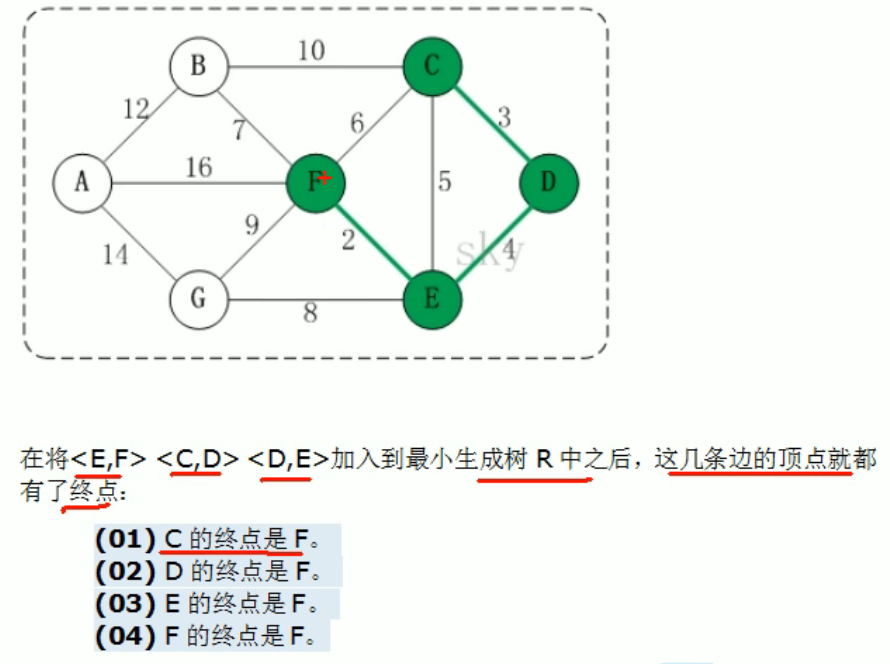 10
B
C
12
7
6
3
A
16
F
5
D
14
9
2
sky
4
G
E
8
在将<E,F> <C,D> <D,E>加入到最小生成树 R 中之后，这几条边的顶点就都
有了终点：
(01) C 的终点是 F。
(02) D 的终点是 F。
(03) E 的终点是 F。
(04) F 的终点是 F。